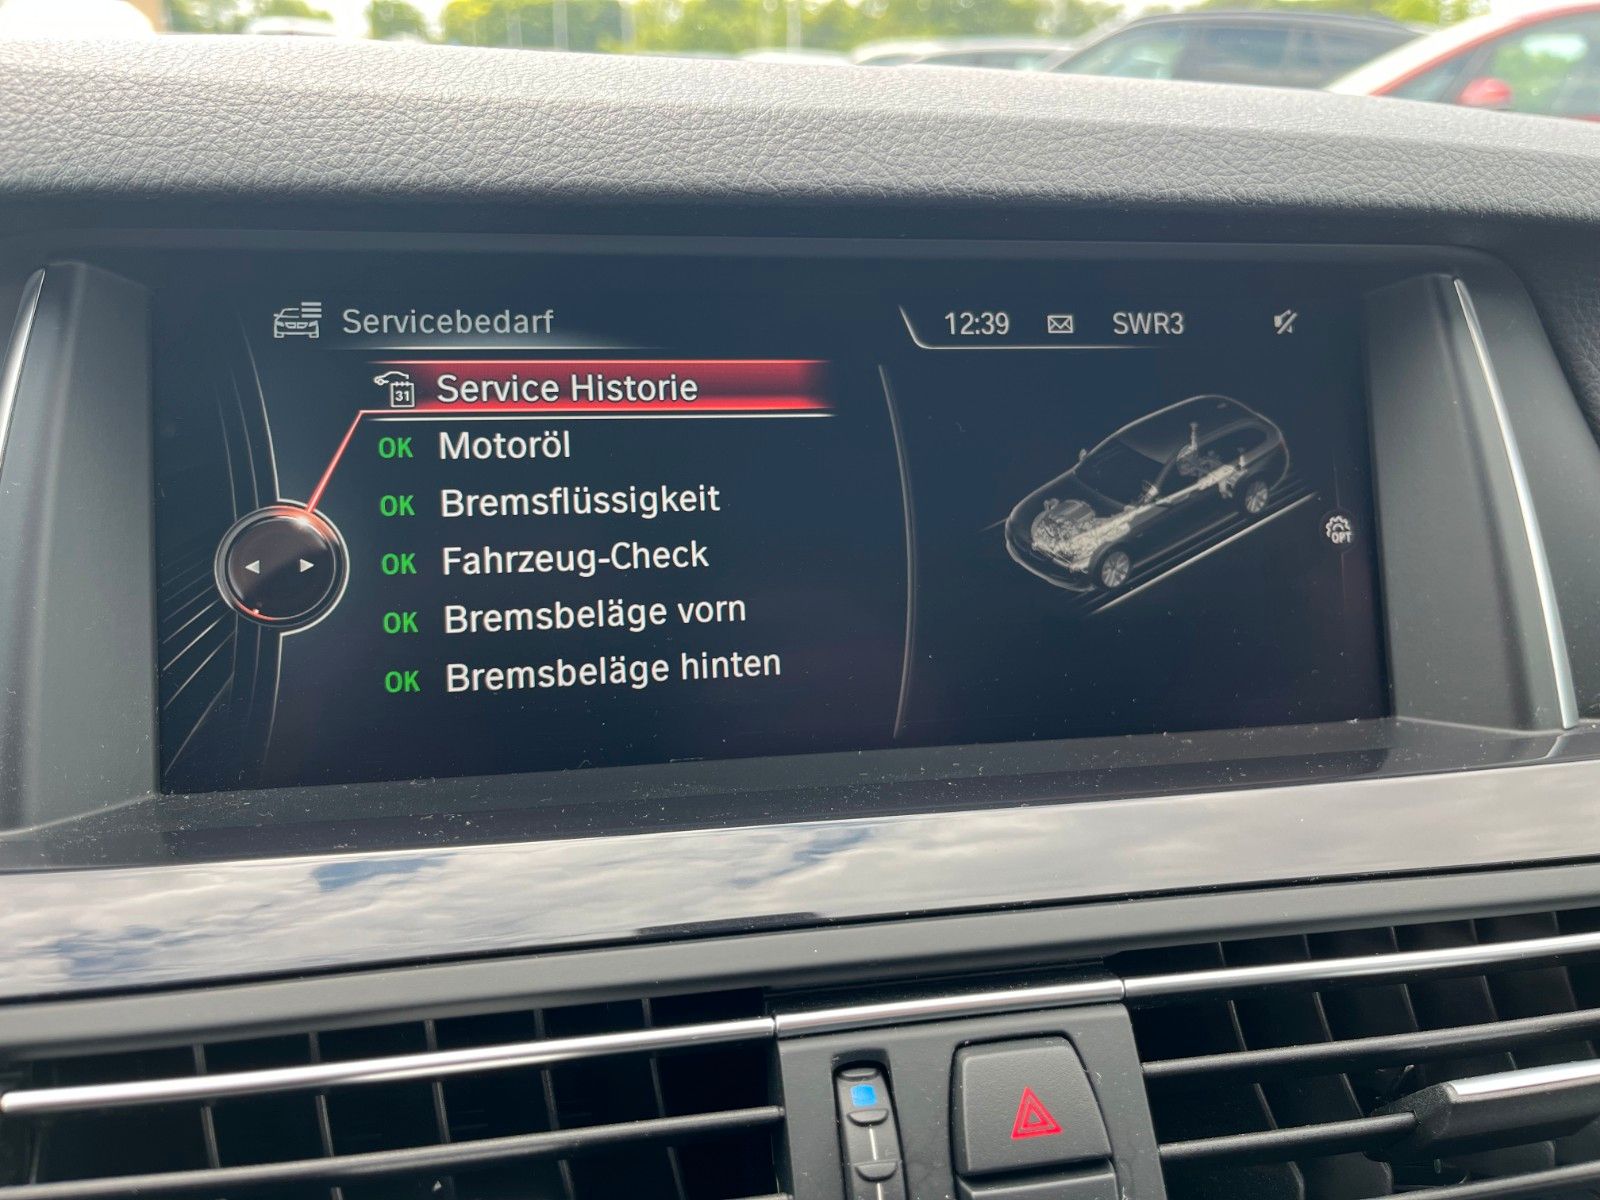 Servicebedarf
12:39 SWR3
31 Service Historie
OK Motoröl
OK Bremsflüssigkeit
OK Fahrzeug-Check
OK Bremsbeläge vorn
OK Bremsbeläge hinten
OPT